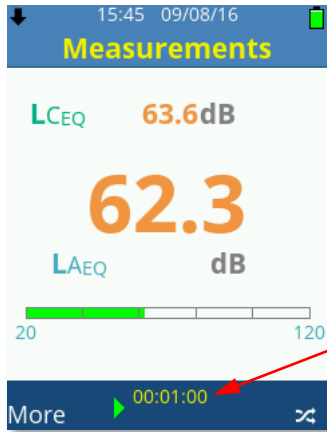 15:45 09/08/16
Measurements
LCEQ 63.6dB
62.3
LAEQ dB
20 120
00:01:00
More